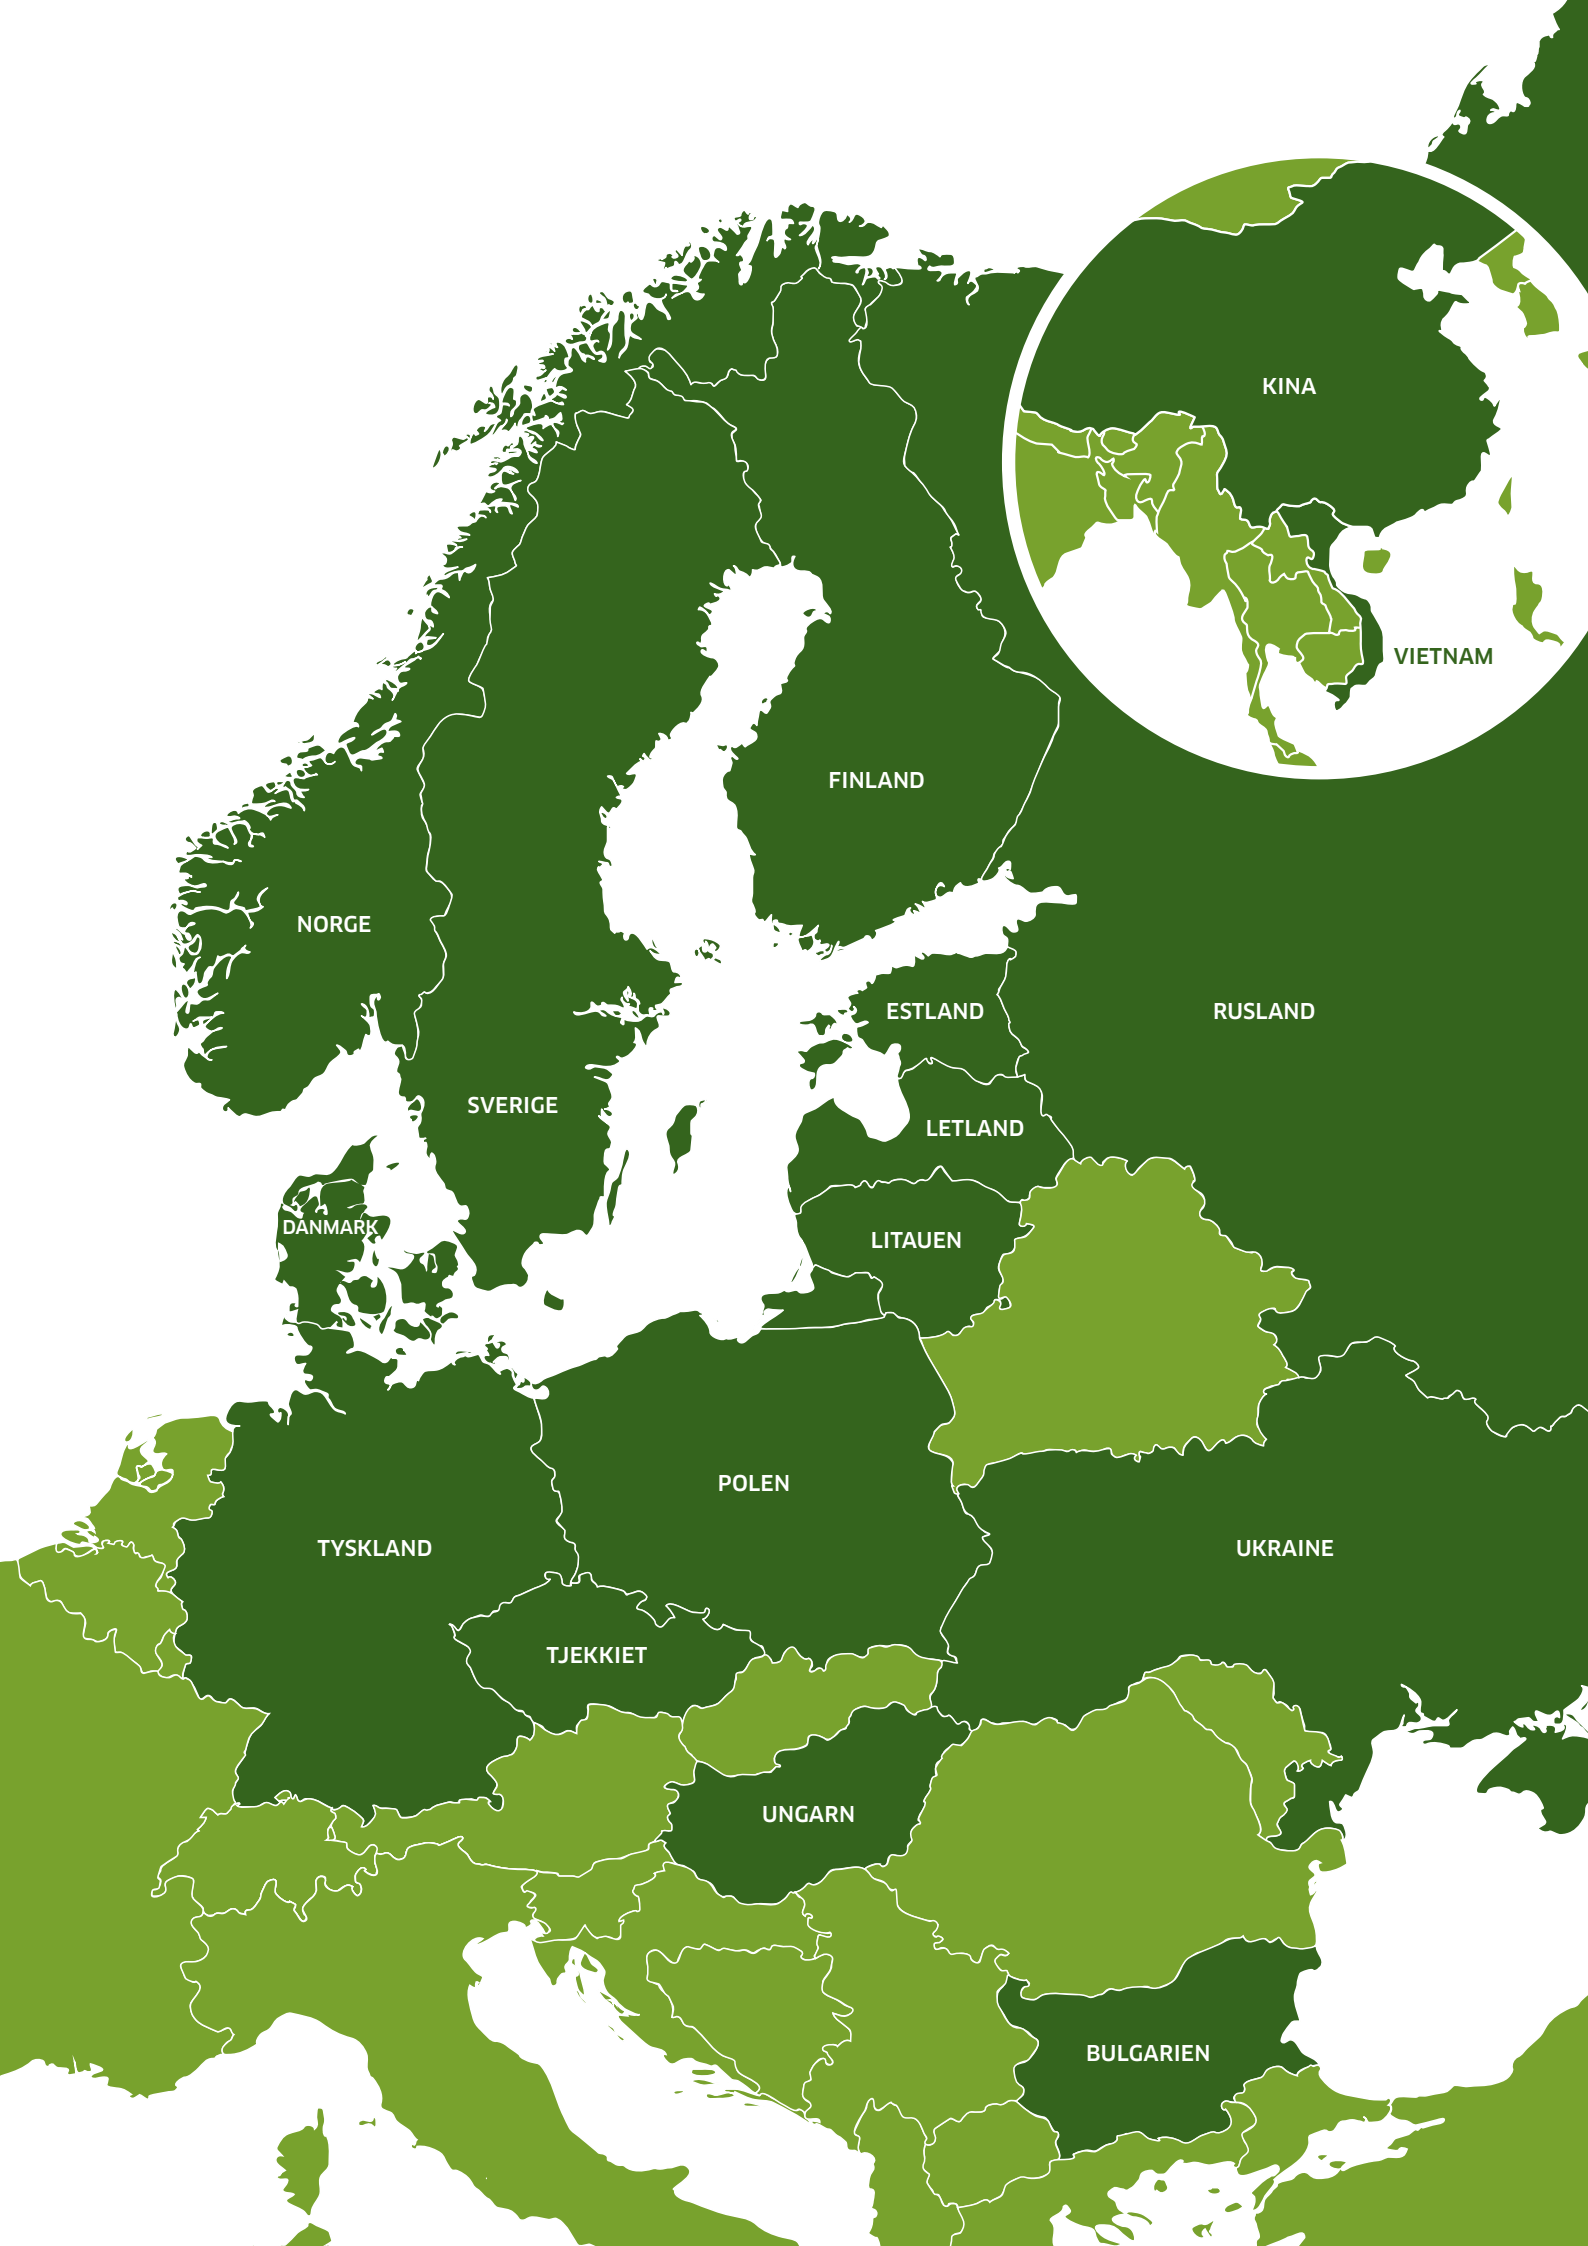 KINA
VIETNAM
FINLAND
NORGE
ESTLAND
RUSLAND
SVERIGE
LETLAND
DANMARK
LITAUEN
POLEN
TYSKLAND
UKRAINE
TJEKKIET
UNGARN
BULGARIEN